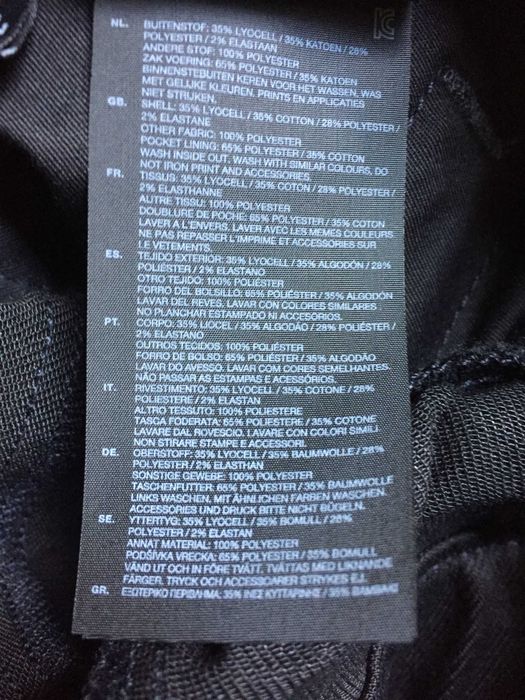 NL. BUITENSTOF: 35% LYOCELL / 35% KATOEN / 28%
POLYESTER / 2% ELASTAAN
ANDERE STOF: 100% POLYESTER
ZAK VOERING: 65% POLYESTER / 35% KATOEN
BINNENSTEBUITEN KEREN VOOR HET WASSEN. WAS
MET GELIJKE KLEUREN. PRINTS EN APPLICATIES
NIET STRIJKEN.
GB. SHELL: 35% LYOCELL / 35% COTTON / 28% POLYESTER /
2% ELASTANE
OTHER FABRIC: 100% POLYESTER
POCKET LINING: 65% POLYESTER / 35% COTTON
WASH INSIDE OUT. WASH WITH SIMILAR COLOURS. DO
NOT IRON PRINT AND ACCESSORIES.
FR. TISSUS: 35% LYOCELL / 35% COTON / 28% POLYESTER /
2% ELASTHANNE
AUTRE TISSU: 100% POLYESTER
DOUBLURE DE POCHE: 65% POLYESTER / 35% COTON
LAVER A L'ENVERS. LAVER AVEC LES MEMES COULEURS.
NE PAS REPASSER L'IMPRIME ET ACCESSORIES SUR
LE VETEMENTS.
ES. TEJIDO EXTERIOR: 35% LYOCELL / 35% ALGODÓN / 28%
POLIÉSTER / 2% ELASTANO
OTRO TEJIDO: 100% POLIÉSTER
FORRO DEL BOLSILLO: 65% POLIÉSTER / 35% ALGODÓN
LAVAR DEL REVES. LAVAR CON COLORES SIMILARES
NO PLANCHAR ESTAMPADO NI ACCESÓRIOS.
PT. CORPO: 35% LIOCEL / 35% ALGODÃO / 28% POLIÉSTER /
2% ELASTANO
OUTROS TECIDOS: 100% POLIÉSTER
FORRO DE BOLSO: 65% POLIÉSTER / 35% ALGODÃO
LAVAR DO AVESSO. LAVAR COM CORES SEMELHANTES.
NÃO PASSAR AS ESTAMPAS E ACESSÓRIOS.
IT. RIVESTIMENTO: 35% LYOCELL / 35% COTONE / 28%
POLIESTERE / 2% ELASTAN
ALTRO TESSUTO: 100% POLIESTERE
TASCA FODERATA: 65% POLIESTERE / 35% COTONE
LAVARE DAL ROVESCIO. LAVARE CON COLORI SIMILI
NON STIRARE STAMPE E ACCESSORI.
DE. OBERSTOFF: 35% LYOCELL / 35% BAUMWOLLE / 28%
POLYESTER / 2% ELASTHAN
SONSTIGE GEWEBE: 100% POLYESTER
TASCHENFUTTER: 65% POLYESTER / 35% BAUMWOLLE
LINKS WASCHEN. MIT ÄHNLICHEN FARBEN WASCHEN.
ACCESSORIES UND DRUCK BITTE NICHT BÜGELN.
SE. YTTERTYG: 35% LYOCELL / 35% BOMULL / 28%
POLYESTER / 2% ELASTAN
ANNAT MATERIAL: 100% POLYESTER
PODŠIVKA VRECKA: 65% POLYESTER / 35% BOMULL
VÄND UT OCH IN FÖRE TVÄTT. TVÄTTAS MED LIKNANDE
FÄRGER, TRYCK OCH ACCESSOARER STRYKES EJ.
GR. ΕΞΩΤΕΡΙΚΟ ΠΕΡΙΒΛΗΜΑ: 35% ΙΝΕΣ ΚΥΤΤΑΡΙΝΗΣ / 35% ΒΑΜΒΑΚΙ